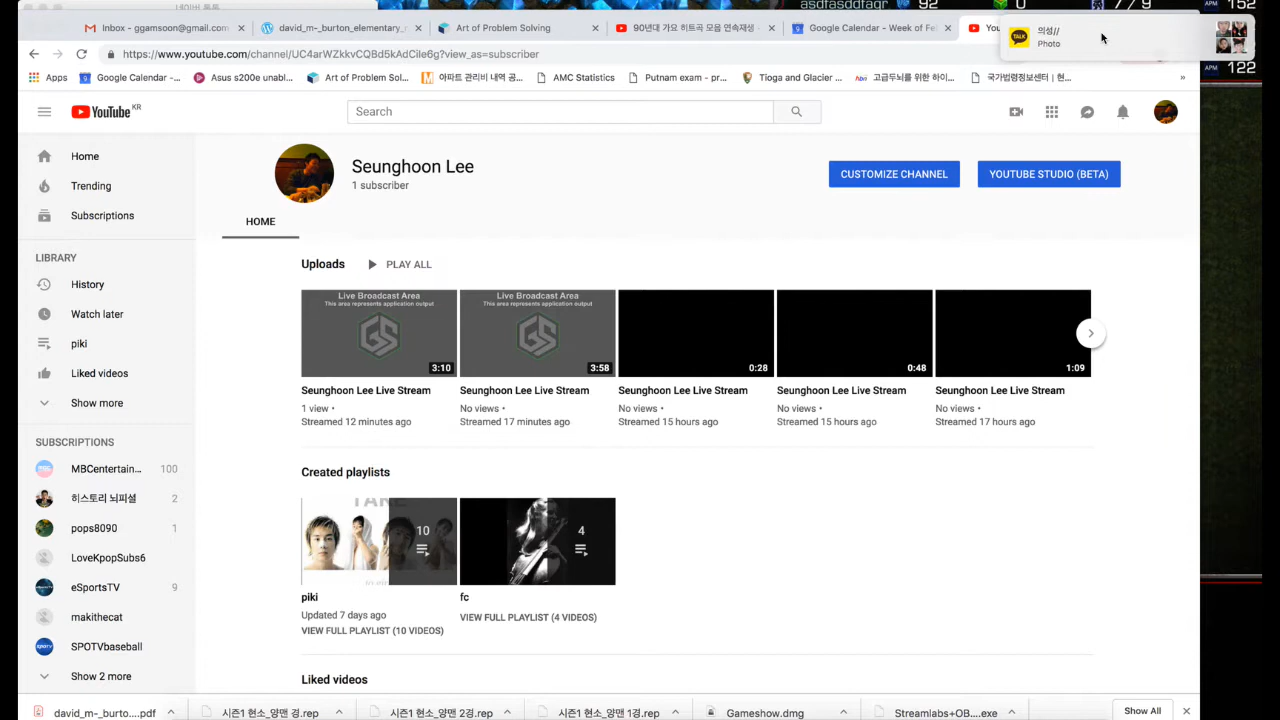 네이버 블록
asdfasddfaqr
92
0
7 / 9
APM 152
Inbox - ggamsoon@gmail.com
david_m-_burton_elementary_
Art of Problem Solving
90년대 가요 히트곡 모음 연속재생
Google Calendar - Week of Fel
You
의성//
Photo
https://www.youtube.com/channel/UC4QmUZkkvCQBd5kAdCile6g?view_as=subscriber
APM 122
Apps
Google Calendar -...
Asus s200e unabl...
Art of Problem Sol...
아파트 관리비 내역 공...
AMC Statistics
Putnam exam - pr...
Tioga and Glacier ...
고급두뇌를 위한 하이...
국가법령정보센터 | 현...
»
YouTube KR
Search
Home
Trending
Subscriptions
Seunghoon Lee
1 subscriber
CUSTOMIZE CHANNEL
YOUTUBE STUDIO (BETA)
HOME
LIBRARY
History
Watch later
piki
Liked videos
Show more
Uploads
PLAY ALL
Live Broadcast Area
This area represents application output
GS
3:10
Live Broadcast Area
This area represents application output
GS
3:58
0:28
0:48
1:09
Seunghoon Lee Live Stream
1 view •
Streamed 12 minutes ago
Seunghoon Lee Live Stream
No views •
Streamed 17 minutes ago
Seunghoon Lee Live Stream
No views •
Streamed 15 hours ago
Seunghoon Lee Live Stream
No views •
Streamed 15 hours ago
Seunghoon Lee Live Stream
No views •
Streamed 17 hours ago
SUBSCRIPTIONS
MBCentertain... 100
히스토리 뇌피셜 2
pops8090 1
LoveKpopSubs6
eSportsTV 9
makithecat
SPOTVbaseball
Show 2 more
Created playlists
TAKE
10
4
piki
Updated 7 days ago
VIEW FULL PLAYLIST (10 VIDEOS)
fc
VIEW FULL PLAYLIST (4 VIDEOS)
Liked videos
david_m-_burto....pdf
시즌1 현소_양맨 경.rep
시즌1 현소_양맨 2경.rep
시즌1 현소_양맨 1경.rep
Gameshow.dmg
Streamlabs+OB....exe
Show All